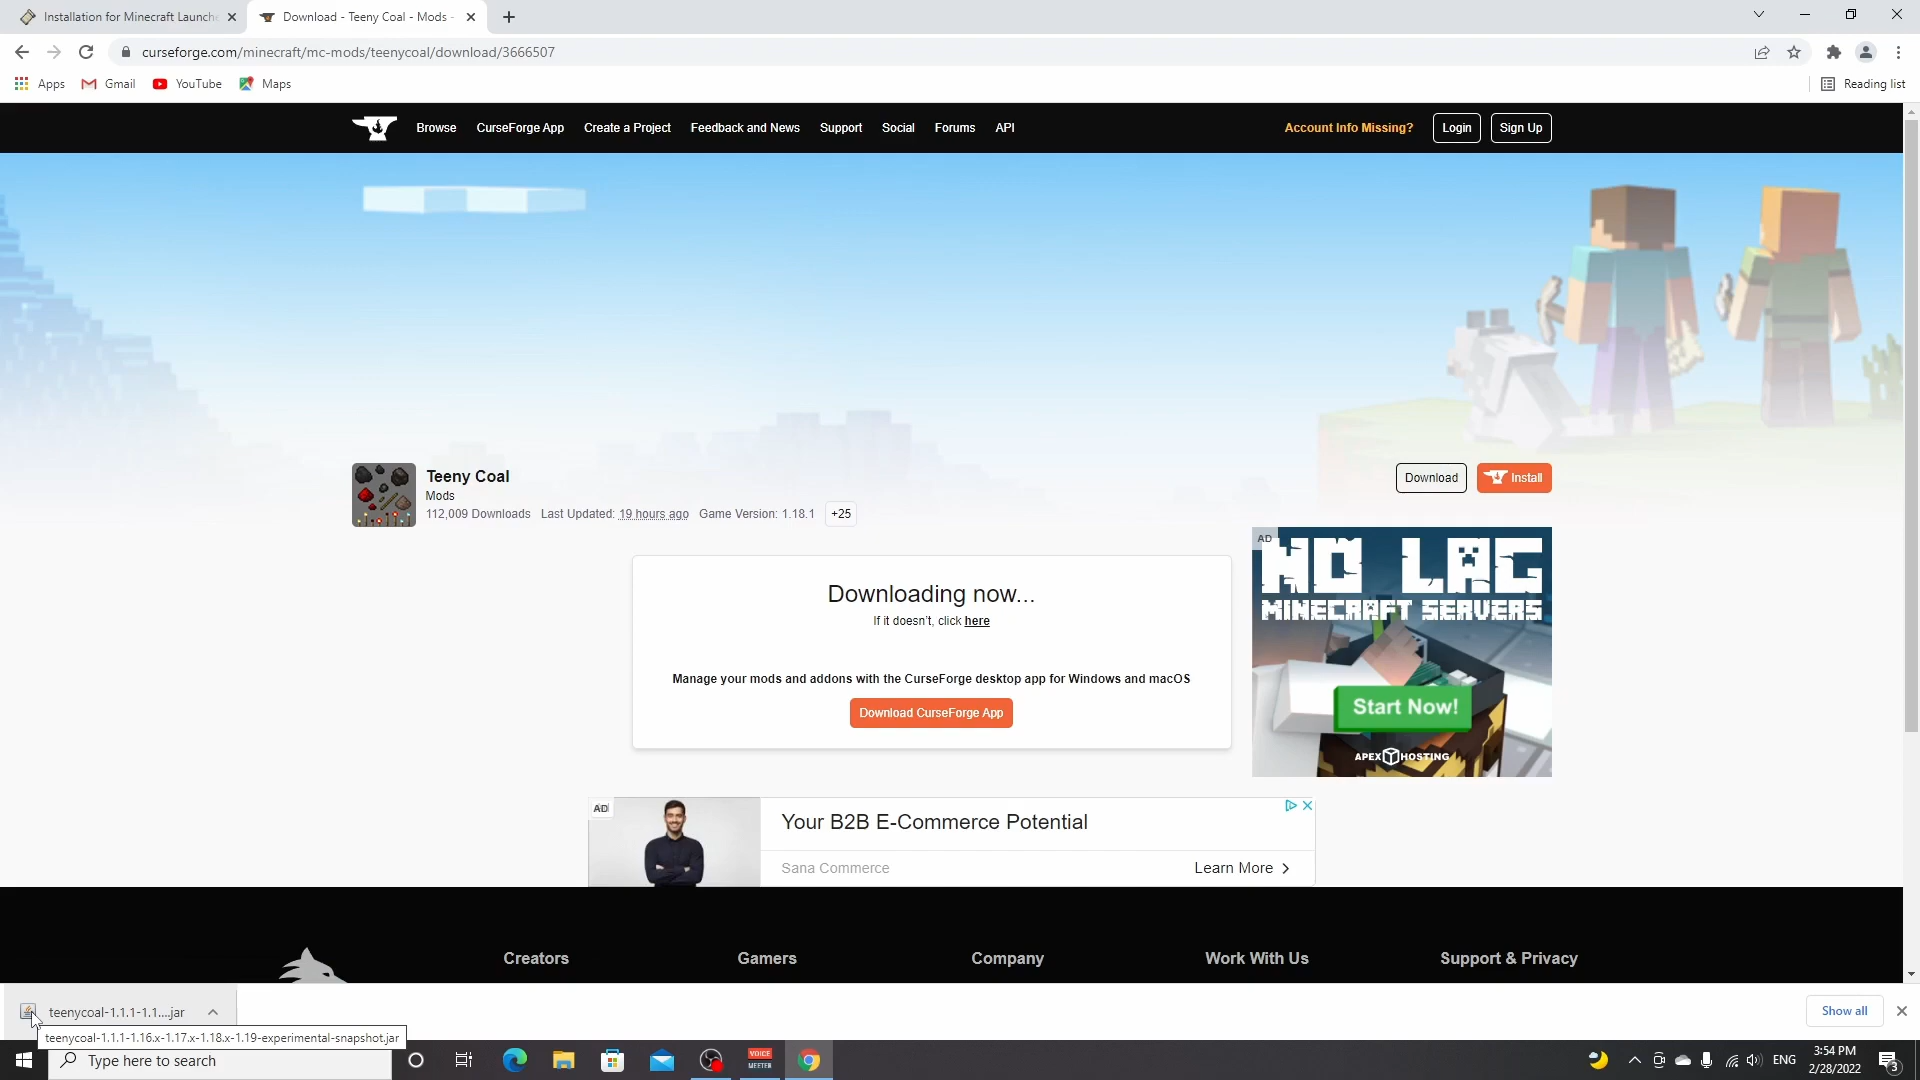 Installation for Minecraft Launche
Download - Teeny Coal - Mods -
curseforge.com/minecraft/mc-mods/teenycoal/download/3666507
Apps
Gmail
YouTube
Maps
Reading list
Browse
CurseForge App
Create a Project
Feedback and News
Support
Social
Forums
API
Account Info Missing?
Login
Sign Up
Teeny Coal
Mods
112,009 Downloads Last Updated: 19 hours ago Game Version: 1.18.1 +25
Download
Install
Downloading now...
If it doesn't, click here
Manage your mods and addons with the CurseForge desktop app for Windows and macOS
Download CurseForge App
AD
NO LAG
MINECRAFT SERVERS
Start Now!
APEX HOSTING
AD
Your B2B E-Commerce Potential
Sana Commerce
Learn More
Creators
Gamers
Company
Work With Us
Support & Privacy
teenycoal-1.1.1-1.1....jar
Show all
teenycoal-1.1.1-1.16.x-1.17.x-1.18.x-1.19-experimental-snapshot.jar
Type here to search
VOICE
MEETER
ENG
3:54 PM
2/28/2022
3